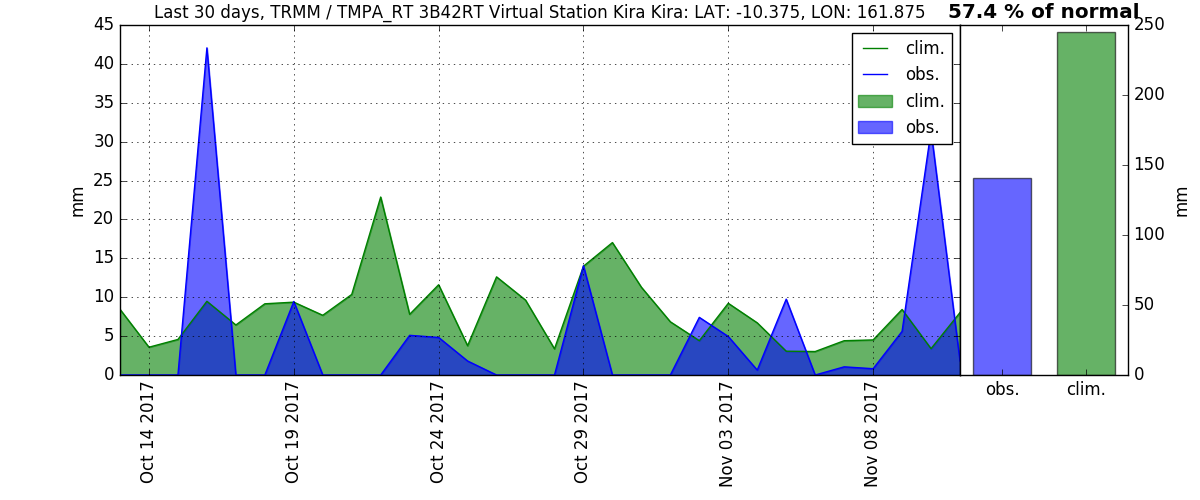 Last 30 days, TRMM / TMPA_RT 3B42RT Virtual Station Kira Kira: LAT: -10.375, LON: 161.875
57.4 % of normal
45
40
35
30
25
20
15
10
5
0
mm
clim.
obs.
clim.
obs.
250
200
150
100
50
0
mm
obs.
clim.
Oct 14 2017
Oct 19 2017
Oct 24 2017
Oct 29 2017
Nov 03 2017
Nov 08 2017